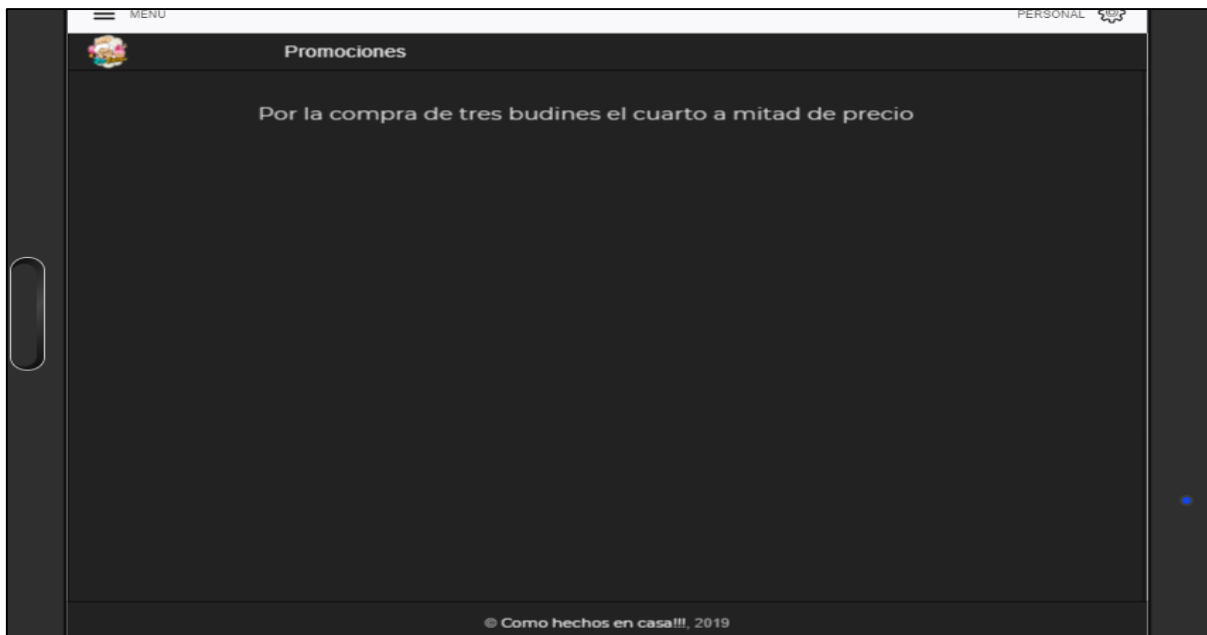 MENU
PERSONAL
Promociones
Por la compra de tres budines el cuarto a mitad de precio
© Como hechos en casa!!!, 2019